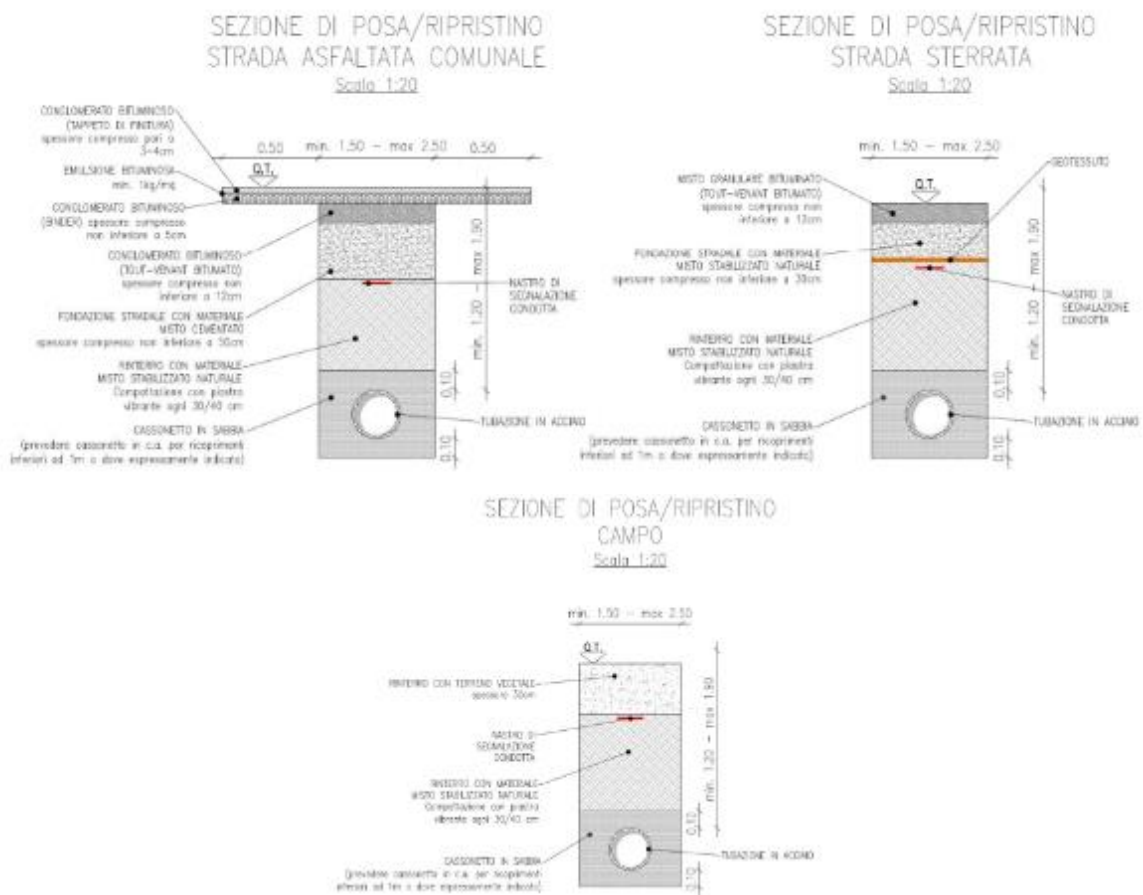 SEZIONE DI POSA/RIPRISTINO
STRADA ASFALTATA COMUNALE
Scala 1:20
CONGLOMERATO BITUMINOSO
(TAPPETO DI FINITURA)
spessore compresso pari a
3-4cm
EMULSIONE BITUMINOSA
min. 1kg/mq
CONGLOMERATO BITUMINOSO
(BINDER) spessore compresso
non inferiore a 5cm
CONGLOMERATO BITUMINOSO
(TOUT-VENANT BITUMATO)
spessore compresso non
inferiore a 12cm
FONDAZIONE STRADALE CON MATERIALE
MISTO CEMENTATO
spessore compresso non inferiore a
RINTERRO CON MATERIALE
MISTO STABILIZZATO NATURALE
Compattazione con piastra
vibrante ogni 30/40 cm
CASSONETTO IN SABBIA
(prevedere cassonetto in c.a. per ricoprimenti
inferiori ad 1m o dove espressamente indicato)
0.50
min. 1.50 - max 2.50
0.50
Q.T.
NASTRO DI
SEGNALAZIONE
CONDOTTA
TUBAZIONE IN ACCIAIO
min. 1.20 - max 1.90
0.10
0.10
SEZIONE DI POSA/RIPRISTINO
STRADA STERRATA
Scala 1:20
min. 1.50 - max 2.50
GEOTESSUTO
MISTO GRANULARE BITUMATO
(TOUT-VENANT BITUMATO)
spessore compresso non
inferiore a 12cm
Q.T.
FONDAZIONE STRADALE CON MATERIALE
MISTO STABILIZZATO NATURALE
spessore compresso non inferiore a
NASTRO DI
SEGNALAZIONE
CONDOTTA
RINTERRO CON MATERIALE
MISTO STABILIZZATO NATURALE
Compattazione con piastra
vibrante ogni 30/40 cm
CASSONETTO IN SABBIA
(prevedere cassonetto in c.a. per ricoprimenti
inferiori ad 1m o dove espressamente indicato)
TUBAZIONE IN ACCIAIO
min. 1.20 - max 1.90
0.10
0.10
SEZIONE DI POSA/RIPRISTINO
CAMPO
Scala 1:20
min. 1.50 - max 2.50
Q.T.
RINTERRO CON TERRENO VEGETALE
spessore 30cm
NASTRO DI
SEGNALAZIONE
CONDOTTA
RINTERRO CON MATERIALE
MISTO STABILIZZATO NATURALE
Compattazione con piastra
vibrante ogni 30/40 cm
CASSONETTO IN SABBIA
(prevedere cassonetto in c.a. per ricoprimenti
inferiori ad 1m o dove espressamente indicato)
TUBAZIONE IN ACCIAIO
min. 1.20 - max 1.90
0.10
0.10